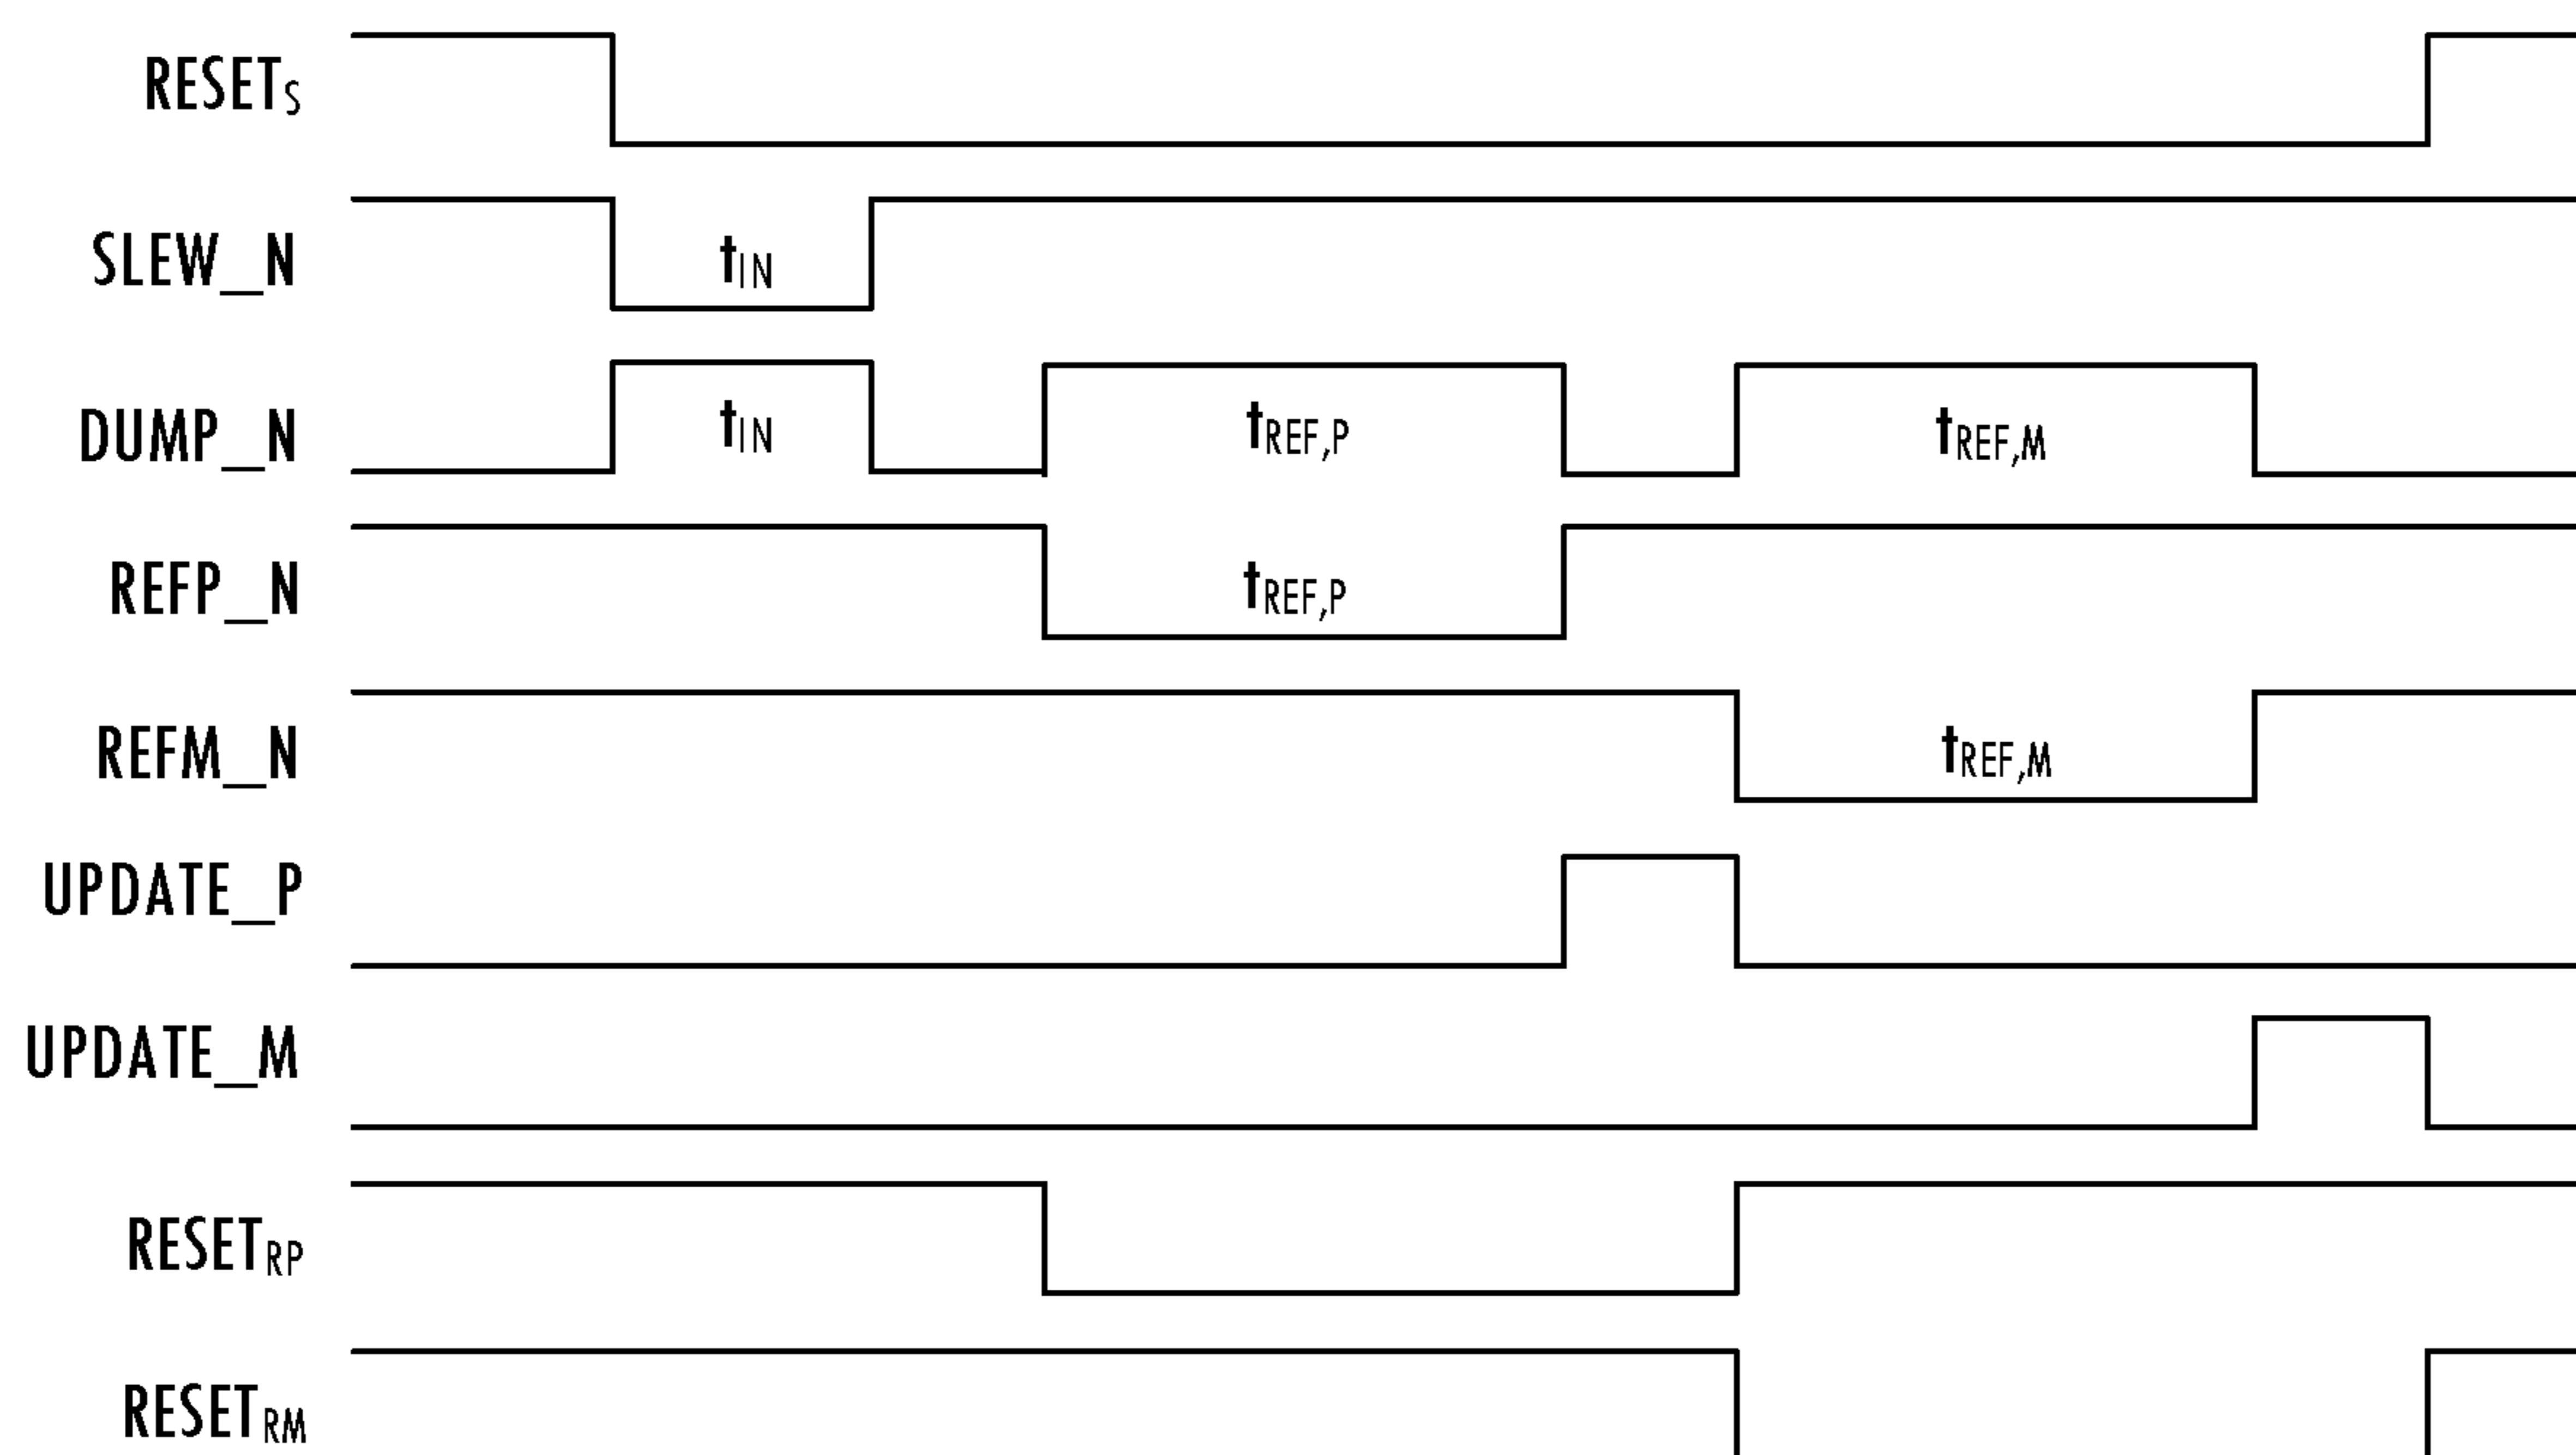 RESETS
SLEW_N
tIN
DUMP_N
tIN
tREF,P
tREF,M
REFP_N
tREF,P
REFM_N
tREF,M
UPDATE_P
UPDATE_M
RESETRP
RESETRM